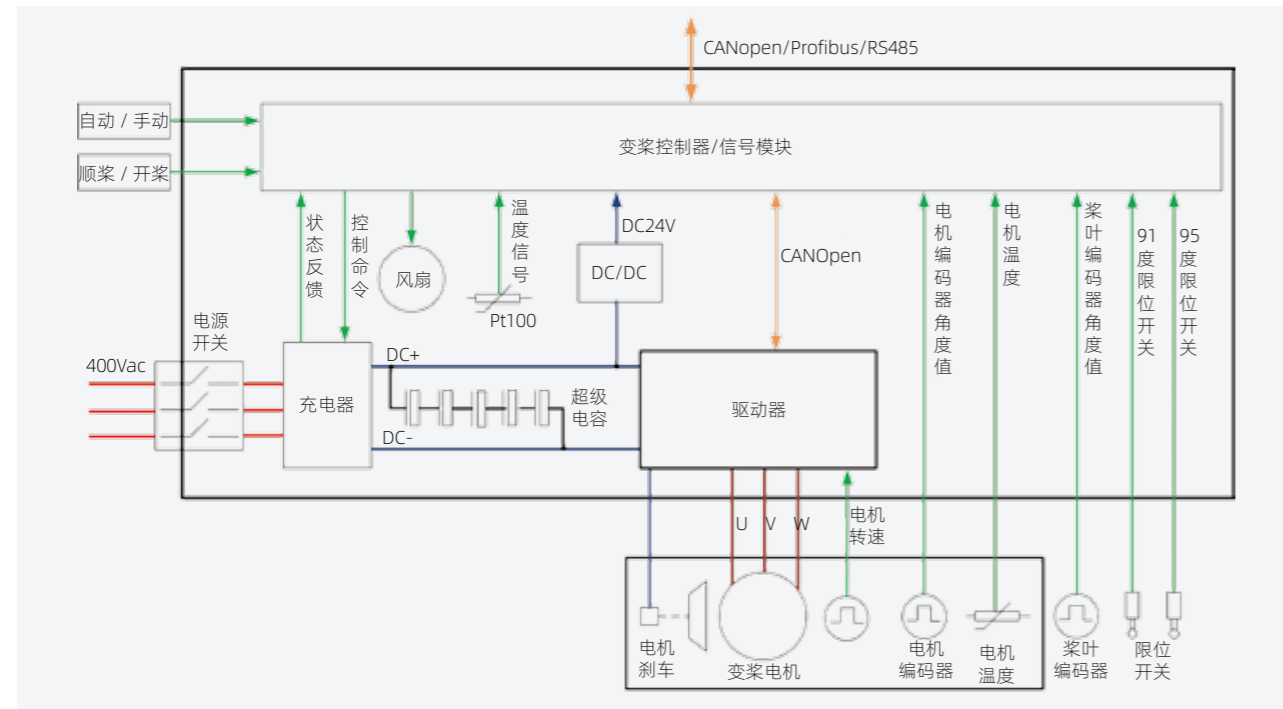 CANopen/Profibus/RS485
自动 / 手动
变桨控制器/信号模块
顺桨 / 开桨
状态反馈
控制命令
风扇
温度信号
Pt100
DC24V
DC/DC
CANOpen
电机编码器角度值
电机温度
桨叶编码器角度值
91度限位开关
95度限位开关
电源
开关
400Vac
充电器
DC+
超级
电容
DC-
驱动器
U
V
W
电机
转速
电机
刹车
变桨电机
电机
编码器
电机
温度
桨叶
编码器
限位
开关